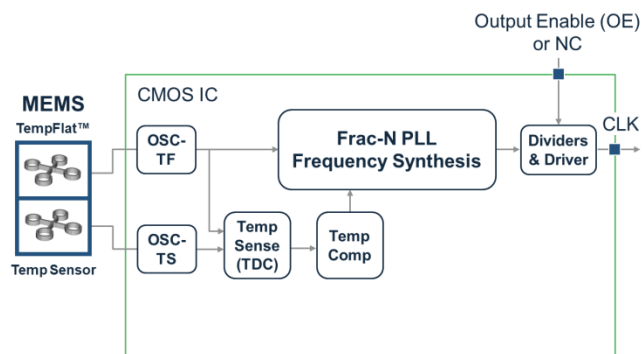 Output Enable (OE)
or NC
MEMS
TempFlat™
CMOS IC
OSC-
TF
Frac-N PLL
Frequency Synthesis
Dividers
& Driver
CLK
OSC-
TS
Temp
Sense
(TDC)
Temp
Comp
Temp Sensor